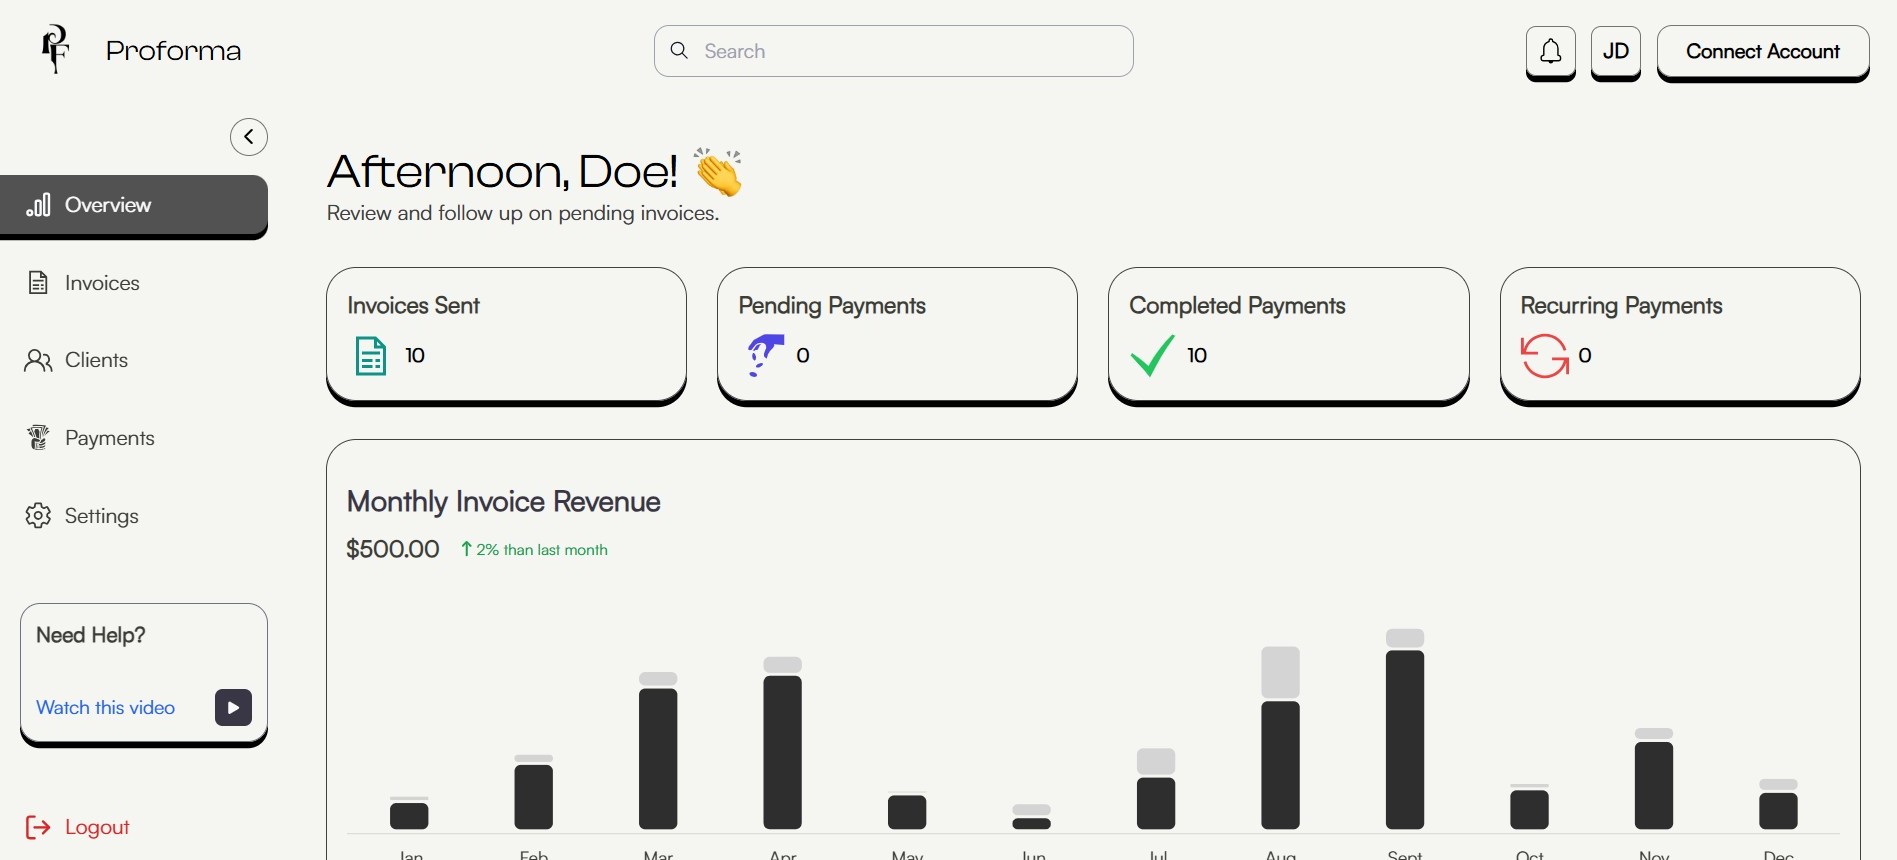 PF
Proforma
Search
JD
Connect Account
Overview
Invoices
Clients
Payments
Settings
Need Help?
Watch this video
Logout
Afternoon, Doe! 👏
Review and follow up on pending invoices.
Invoices Sent
10
Pending Payments
0
Completed Payments
10
Recurring Payments
0
Monthly Invoice Revenue
$500.00 ↑ 2% than last month
Jan Feb Mar Apr May Jun Jul Aug Sept Oct Nov Dec